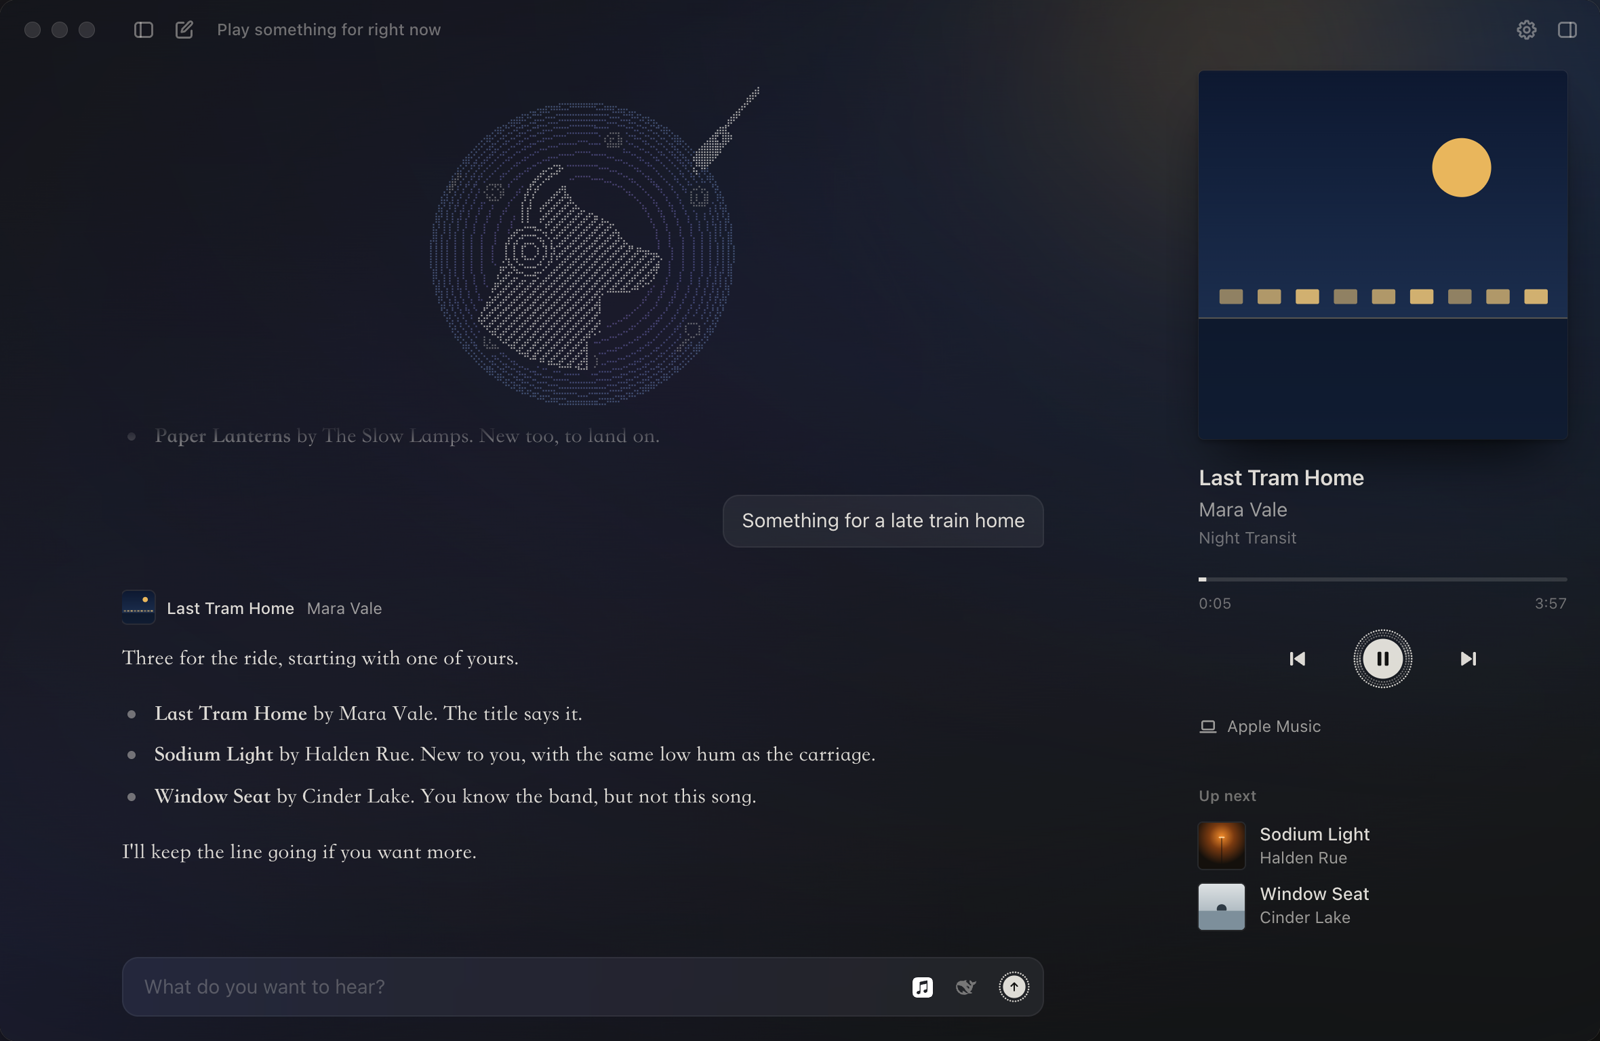 Play something for right now
Paper Lanterns by The Slow Lamps. New too, to land on.
Something for a late train home
Last Tram Home Mara Vale
Three for the ride, starting with one of yours.
Last Tram Home by Mara Vale. The title says it.
Sodium Light by Halden Rue. New to you, with the same low hum as the carriage.
Window Seat by Cinder Lake. You know the band, but not this song.
I'll keep the line going if you want more.
What do you want to hear?
Last Tram Home
Mara Vale
Night Transit
0:05 3:57
Apple Music
Up next
Sodium Light
Halden Rue
Window Seat
Cinder Lake